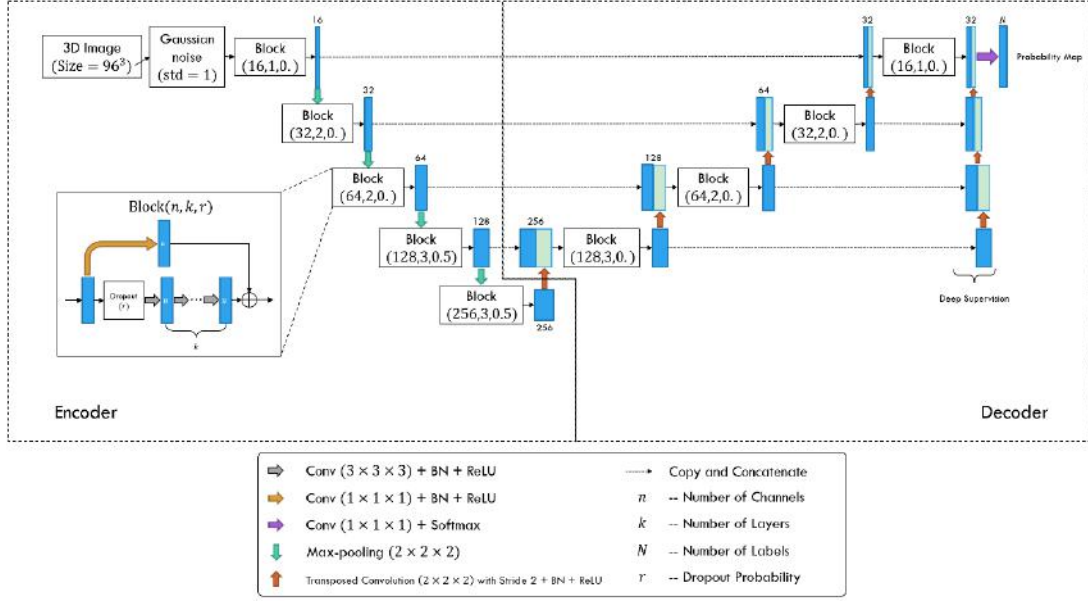 3D Image
(Size = 96³)
Gaussian
noise
(std = 1)
Block
(16,1,0.)
16
32
Block
(16,1,0.)
32
N
Probability Map
Block
(32,2,0.)
32
64
Block
(32,2,0.)
Block
(64,2,0.)
64
128
Block
(64,2,0.)
Block(n, k, r)
Dropout
(r)
n
n
n
k
Block
(128,3,0.5)
128
256
Block
(128,3,0.)
Block
(256,3,0.5)
256
Deep Supervision
Encoder
Decoder
Conv (3 × 3 × 3) + BN + ReLU
Conv (1 × 1 × 1) + BN + ReLU
Conv (1 × 1 × 1) + Softmax
Max-pooling (2 × 2 × 2)
Transposed Convolution (2 × 2 × 2) with Stride 2 + BN + ReLU
Copy and Concatenate
n -- Number of Channels
k -- Number of Layers
N -- Number of Labels
r -- Dropout Probability